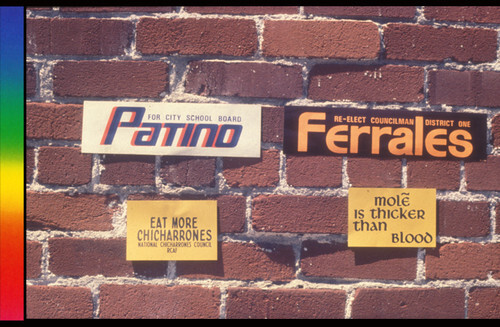 FOR CITY SCHOOL BOARD
PATINO
RE-ELECT COUNCILMAN DISTRICT ONE
FERRALES
EAT MORE
CHICHARRONES
NATIONAL CHICHARRONES COUNCIL
RCAF
MOLĒ
is thicker
than
BLOOD